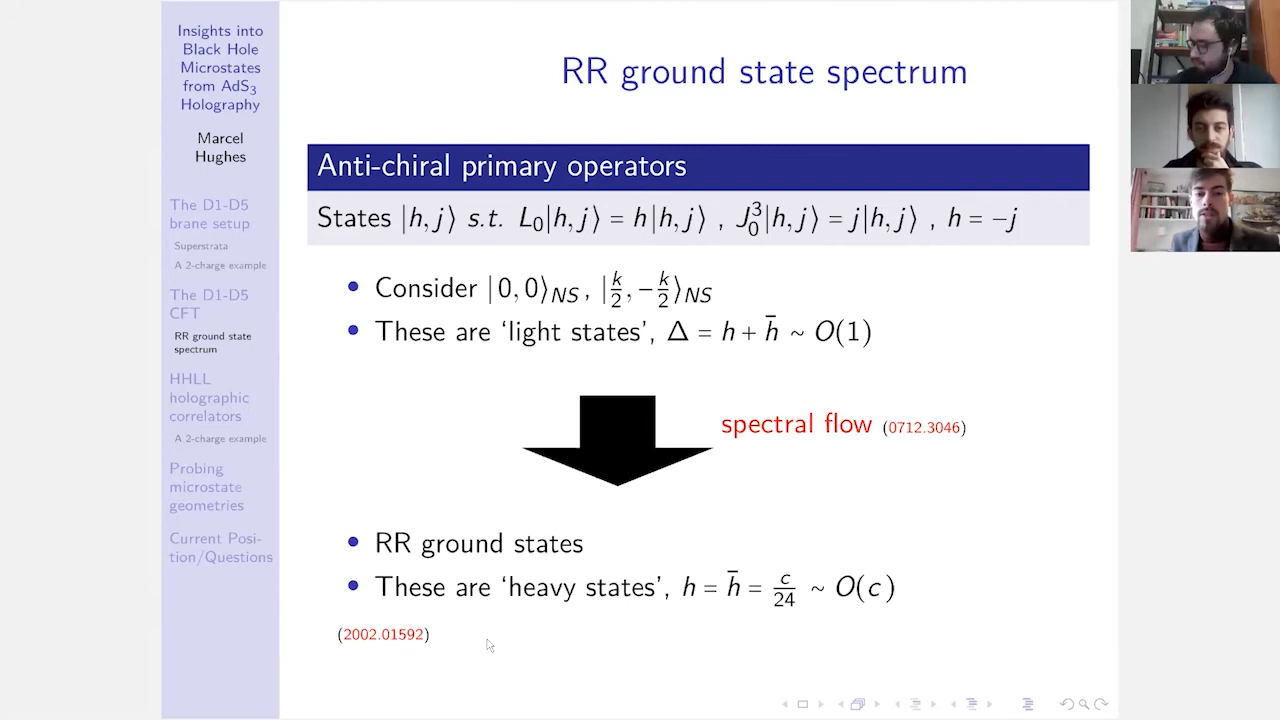 Insights into
Black Hole
Microstates
from AdS₃
Holography
Marcel
Hughes
The D1-D5
brane setup
Superstrata
A 2-charge example
The D1-D5
CFT
RR ground state
spectrum
HHLL
holographic
correlators
A 2-charge example
Probing
microstate
geometries
Current Posi-
tion/Questions
RR ground state spectrum
Anti-chiral primary operators
States |h, j⟩ s.t. L₀|h, j⟩ = h|h, j⟩ , J₀³|h, j⟩ = j|h, j⟩ , h = −j
• Consider |0, 0⟩_NS , |k/2, −k/2⟩_NS
• These are ‘light states’, Δ = h + h̄ ~ O(1)
spectral flow (0712.3046)
• RR ground states
• These are ‘heavy states’, h = h̄ = c/24 ~ O(c)
(2002.01592)